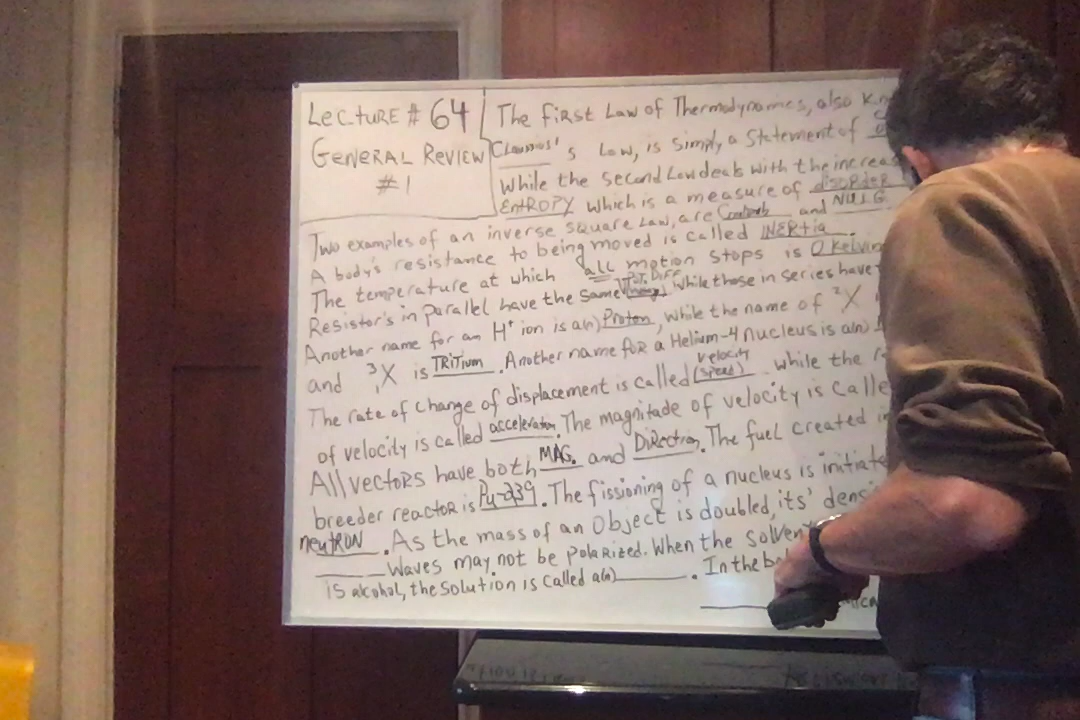 LECTURE # 64
GENERAL REVIEW
#1
The First Law of Thermodynamics, also Kn
Clausius' s Law, is simply a Statement of
While the Second Law deals with the increas
ENtROPY which is a measure of disorder
Two examples of an inverse square Law, are Coulomb and N.U.L.G.
A body's resistance to being moved is called INERtia
The temperature at which all motion stops is 0 kelvin
Resistor's in parallel have the same Pot. Diff. while those in series have
Another name for an H+ ion is a(n) Proton, while the name of ²X
and ³X is TRITium. Another name for a Helium-4 nucleus is a(n)
The rate of change of displacement is called velocity (speed) while the
of velocity is called acceleration. The magnitude of velocity is calle
All vectors have both MAG. and Direction. The fuel created in
breeder reactor is Pu-239. The fissioning of a nucleus is initiate
neutRON. As the mass of an Object is doubled, its' densi
Waves may not be polarized. When the solven
is alcohol, the solution is called a(n) . In the b